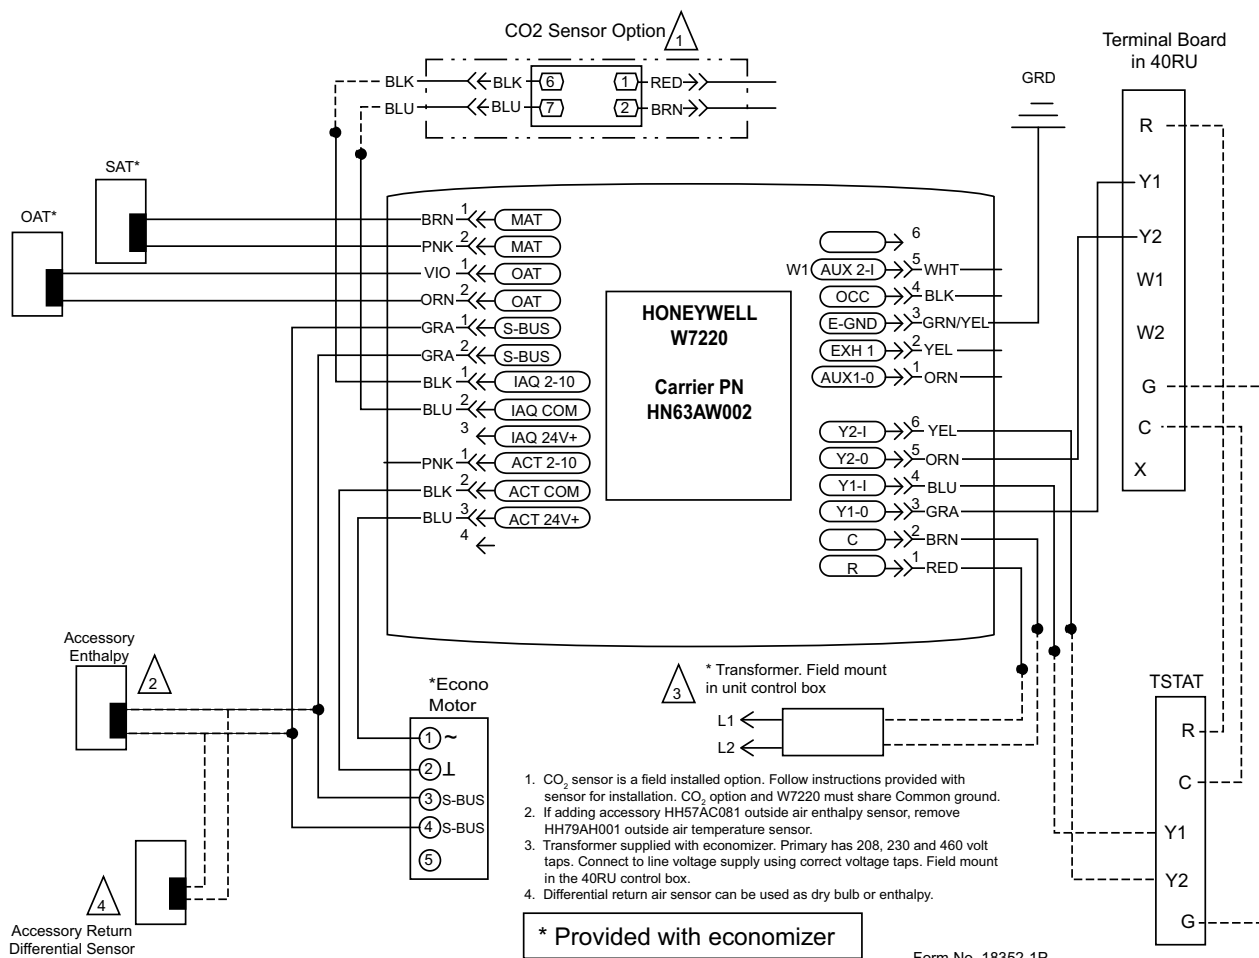 CO2 Sensor Option
1
Terminal Board
in 40RU
GRD
BLK
BLK
6
1
RED
BLU
BLU
7
2
BRN
R
Y1
Y2
W1
W2
G
C
X
SAT*
OAT*
BRN 1 MAT
PNK 2 MAT
VIO 1 OAT
ORN 2 OAT
GRA 1 S-BUS
GRA 2 S-BUS
BLK 1 IAQ 2-10
BLU 2 IAQ COM
3 IAQ 24V+
PNK 1 ACT 2-10
BLK 2 ACT COM
BLU 3 ACT 24V+
4
HONEYWELL
W7220
Carrier PN
HN63AW002
6
W1 AUX 2-I 5 WHT
OCC 4 BLK
E-GND 3 GRN/YEL
EXH 1 2 YEL
AUX1-0 1 ORN
Y2-I 6 YEL
Y2-0 5 ORN
Y1-I 4 BLU
Y1-0 3 GRA
C 2 BRN
R 1 RED
Accessory
Enthalpy
2
*Econo
Motor
1 ~
2 ⊥
3 S-BUS
4 S-BUS
5
3
* Transformer. Field mount
in unit control box
L1
L2
TSTAT
R
C
Y1
Y2
G
4
Accessory Return
Differential Sensor
1. CO2 sensor is a field installed option. Follow instructions provided with
sensor for installation. CO2 option and W7220 must share Common ground.
2. If adding accessory HH57AC081 outside air enthalpy sensor, remove
HH79AH001 outside air temperature sensor.
3. Transformer supplied with economizer. Primary has 208, 230 and 460 volt
taps. Connect to line voltage supply using correct voltage taps. Field mount
in the 40RU control box.
4. Differential return air sensor can be used as dry bulb or enthalpy.
* Provided with economizer
Form No. 18352-1R